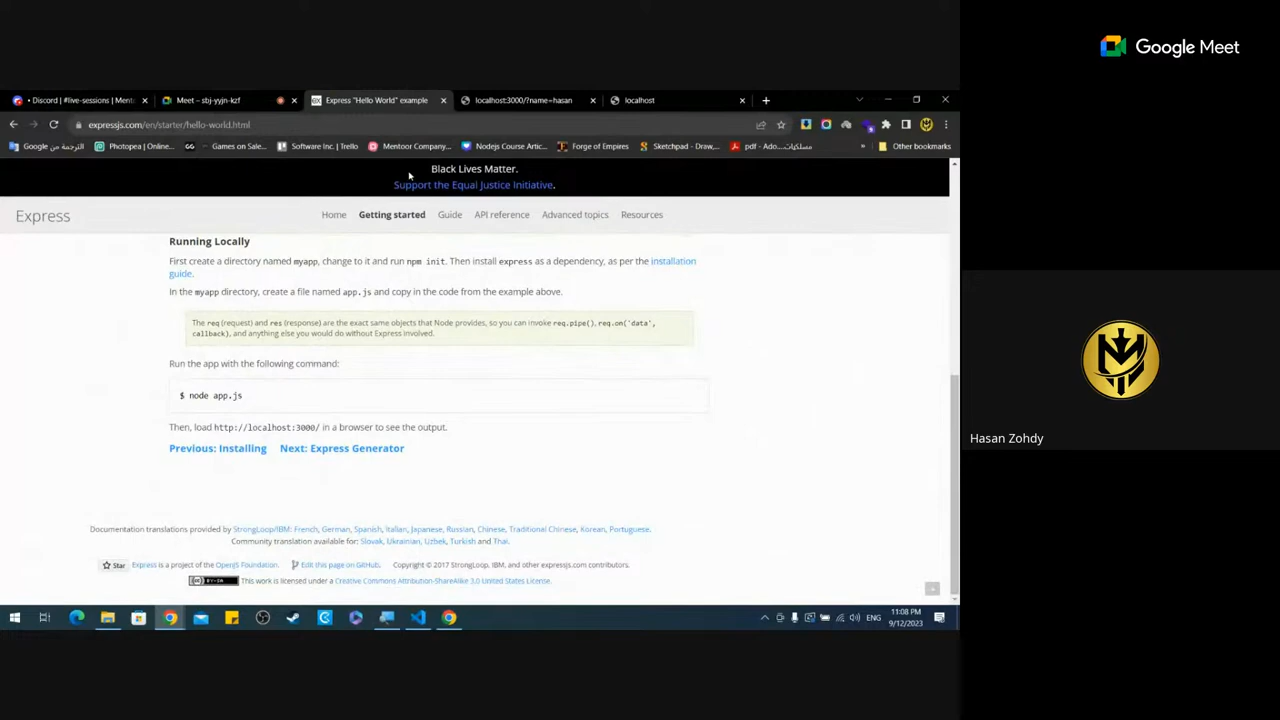 Google Meet
Discord | #live-sessions | Ment
Meet – sbj-yyjn-kzf
Express "Hello World" example
localhost:3000/?name=hasan
localhost
expressjs.com/en/starter/hello-world.html
Google الترجمة من
Photopea | Onlin...
Games on Sale...
Software Inc. | Trello
Mentoor Company...
Nodejs Course Artic...
Forge of Empires
Sketchpad - Draw,...
pdf - Ado...مسلكيات
Other bookmarks
Black Lives Matter.
Support the Equal Justice Initiative.
Express
Home
Getting started
Guide
API reference
Advanced topics
Resources
Running Locally
First create a directory named myapp, change to it and run npm init. Then install express as a dependency, as per the installation
guide.
In the myapp directory, create a file named app.js and copy in the code from the example above.
The req (request) and res (response) are the exact same objects that Node provides, so you can invoke req.pipe(), req.on('data',
callback), and anything else you would do without Express involved.
Run the app with the following command:
$ node app.js
Then, load http://localhost:3000/ in a browser to see the output.
Previous: Installing Next: Express Generator
Documentation translations provided by StrongLoop/IBM: French, German, Spanish, Italian, Japanese, Russian, Chinese, Traditional Chinese, Korean, Portuguese.
Community translation available for: Slovak, Ukrainian, Uzbek, Turkish and Thai.
Star
Express is a project of the OpenJS Foundation.
Edit this page on GitHub.
Copyright © 2017 StrongLoop, IBM, and other expressjs.com contributors.
This work is licensed under a Creative Commons Attribution-ShareAlike 3.0 United States License.
Hasan Zohdy
ENG
11:08 PM
9/12/2023